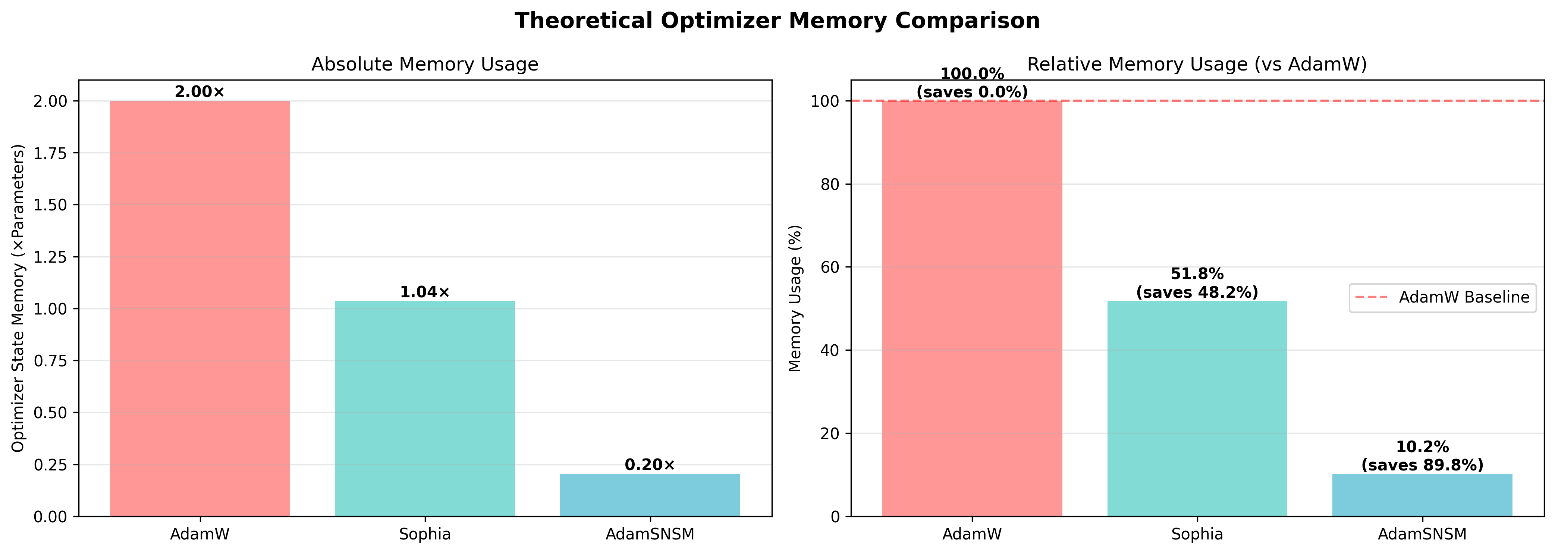 Theoretical Optimizer Memory Comparison
Absolute Memory Usage
Optimizer State Memory (×Parameters)
2.00
1.75
1.50
1.25
1.00
0.75
0.50
0.25
0.00
2.00×
1.04×
0.20×
AdamW
Sophia
AdamSNSM
Relative Memory Usage (vs AdamW)
Memory Usage (%)
100
80
60
40
20
0
100.0%
(saves 0.0%)
51.8%
(saves 48.2%)
10.2%
(saves 89.8%)
AdamW Baseline
AdamW
Sophia
AdamSNSM